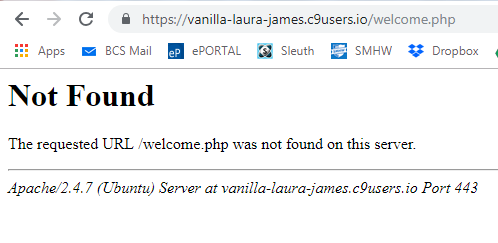 https://vanilla-laura-james.c9users.io/welcome.php
Apps BCS Mail eP ePORTAL Sleuth SMHW Dropbox
Not Found
The requested URL /welcome.php was not found on this server.
Apache/2.4.7 (Ubuntu) Server at vanilla-laura-james.c9users.io Port 443